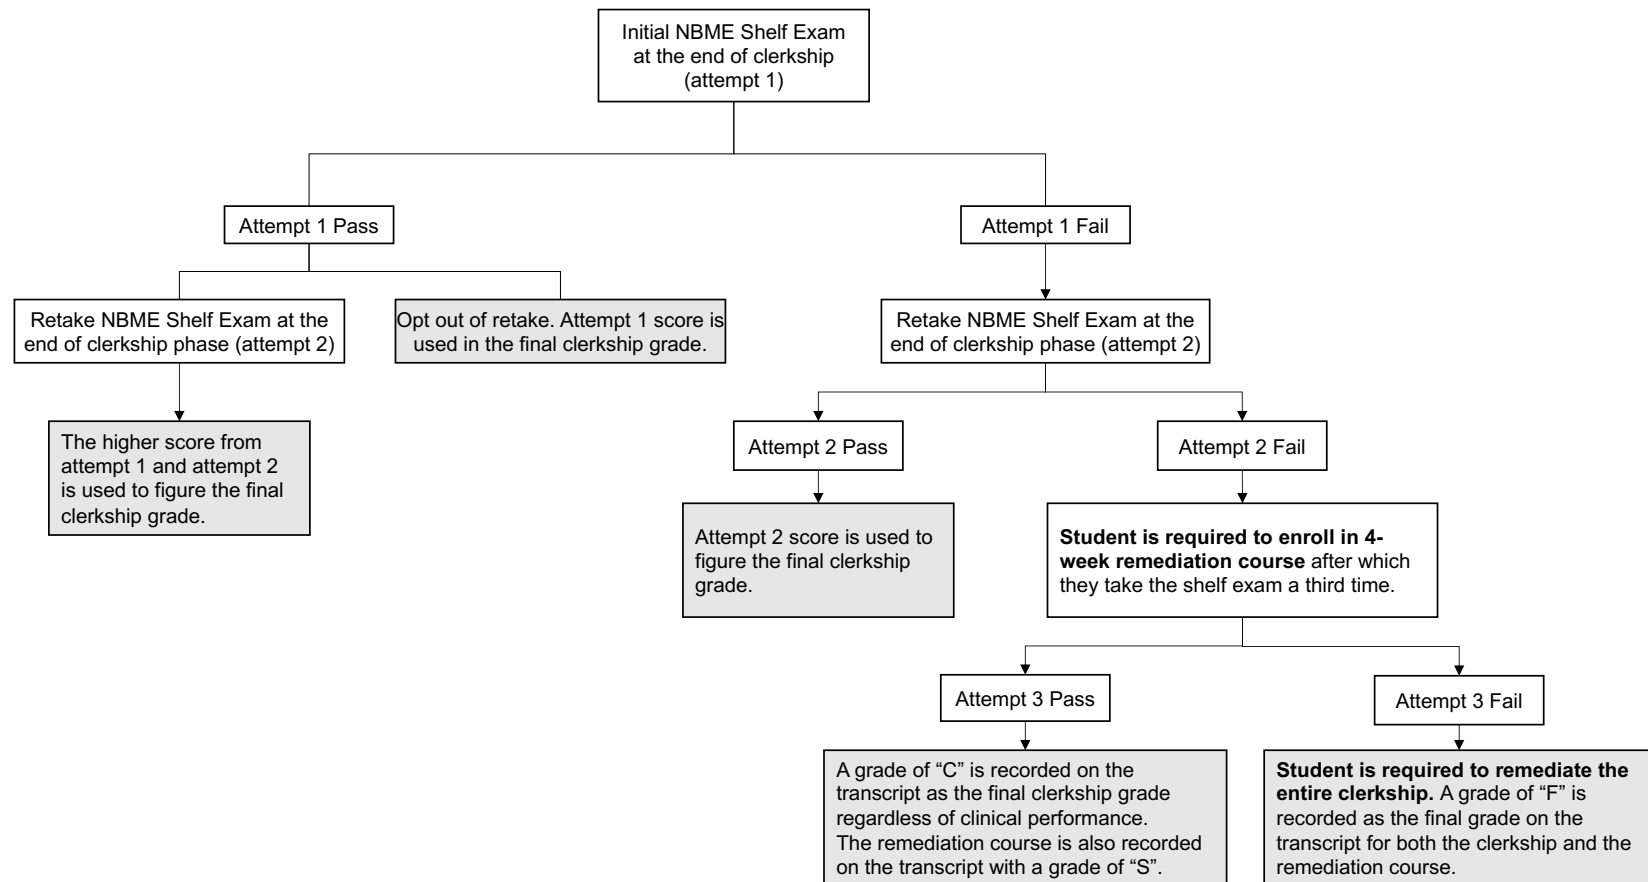 Initial NBME Shelf Exam
at the end of clerkship
(attempt 1)
Attempt 1 Pass
Attempt 1 Fail
Retake NBME Shelf Exam at the
end of clerkship phase (attempt 2)
Opt out of retake. Attempt 1 score is
used in the final clerkship grade.
Retake NBME Shelf Exam at the
end of clerkship phase (attempt 2)
The higher score from
attempt 1 and attempt 2
is used to figure the final
clerkship grade.
Attempt 2 Pass
Attempt 2 Fail
Attempt 2 score is used to
figure the final clerkship
grade.
Student is required to enroll in 4-
week remediation course after which
they take the shelf exam a third time.
Attempt 3 Pass
Attempt 3 Fail
A grade of “C” is recorded on the
transcript as the final clerkship grade
regardless of clinical performance.
The remediation course is also recorded
on the transcript with a grade of “S”.
Student is required to remediate the
entire clerkship. A grade of “F” is
recorded as the final grade on the
transcript for both the clerkship and the
remediation course.